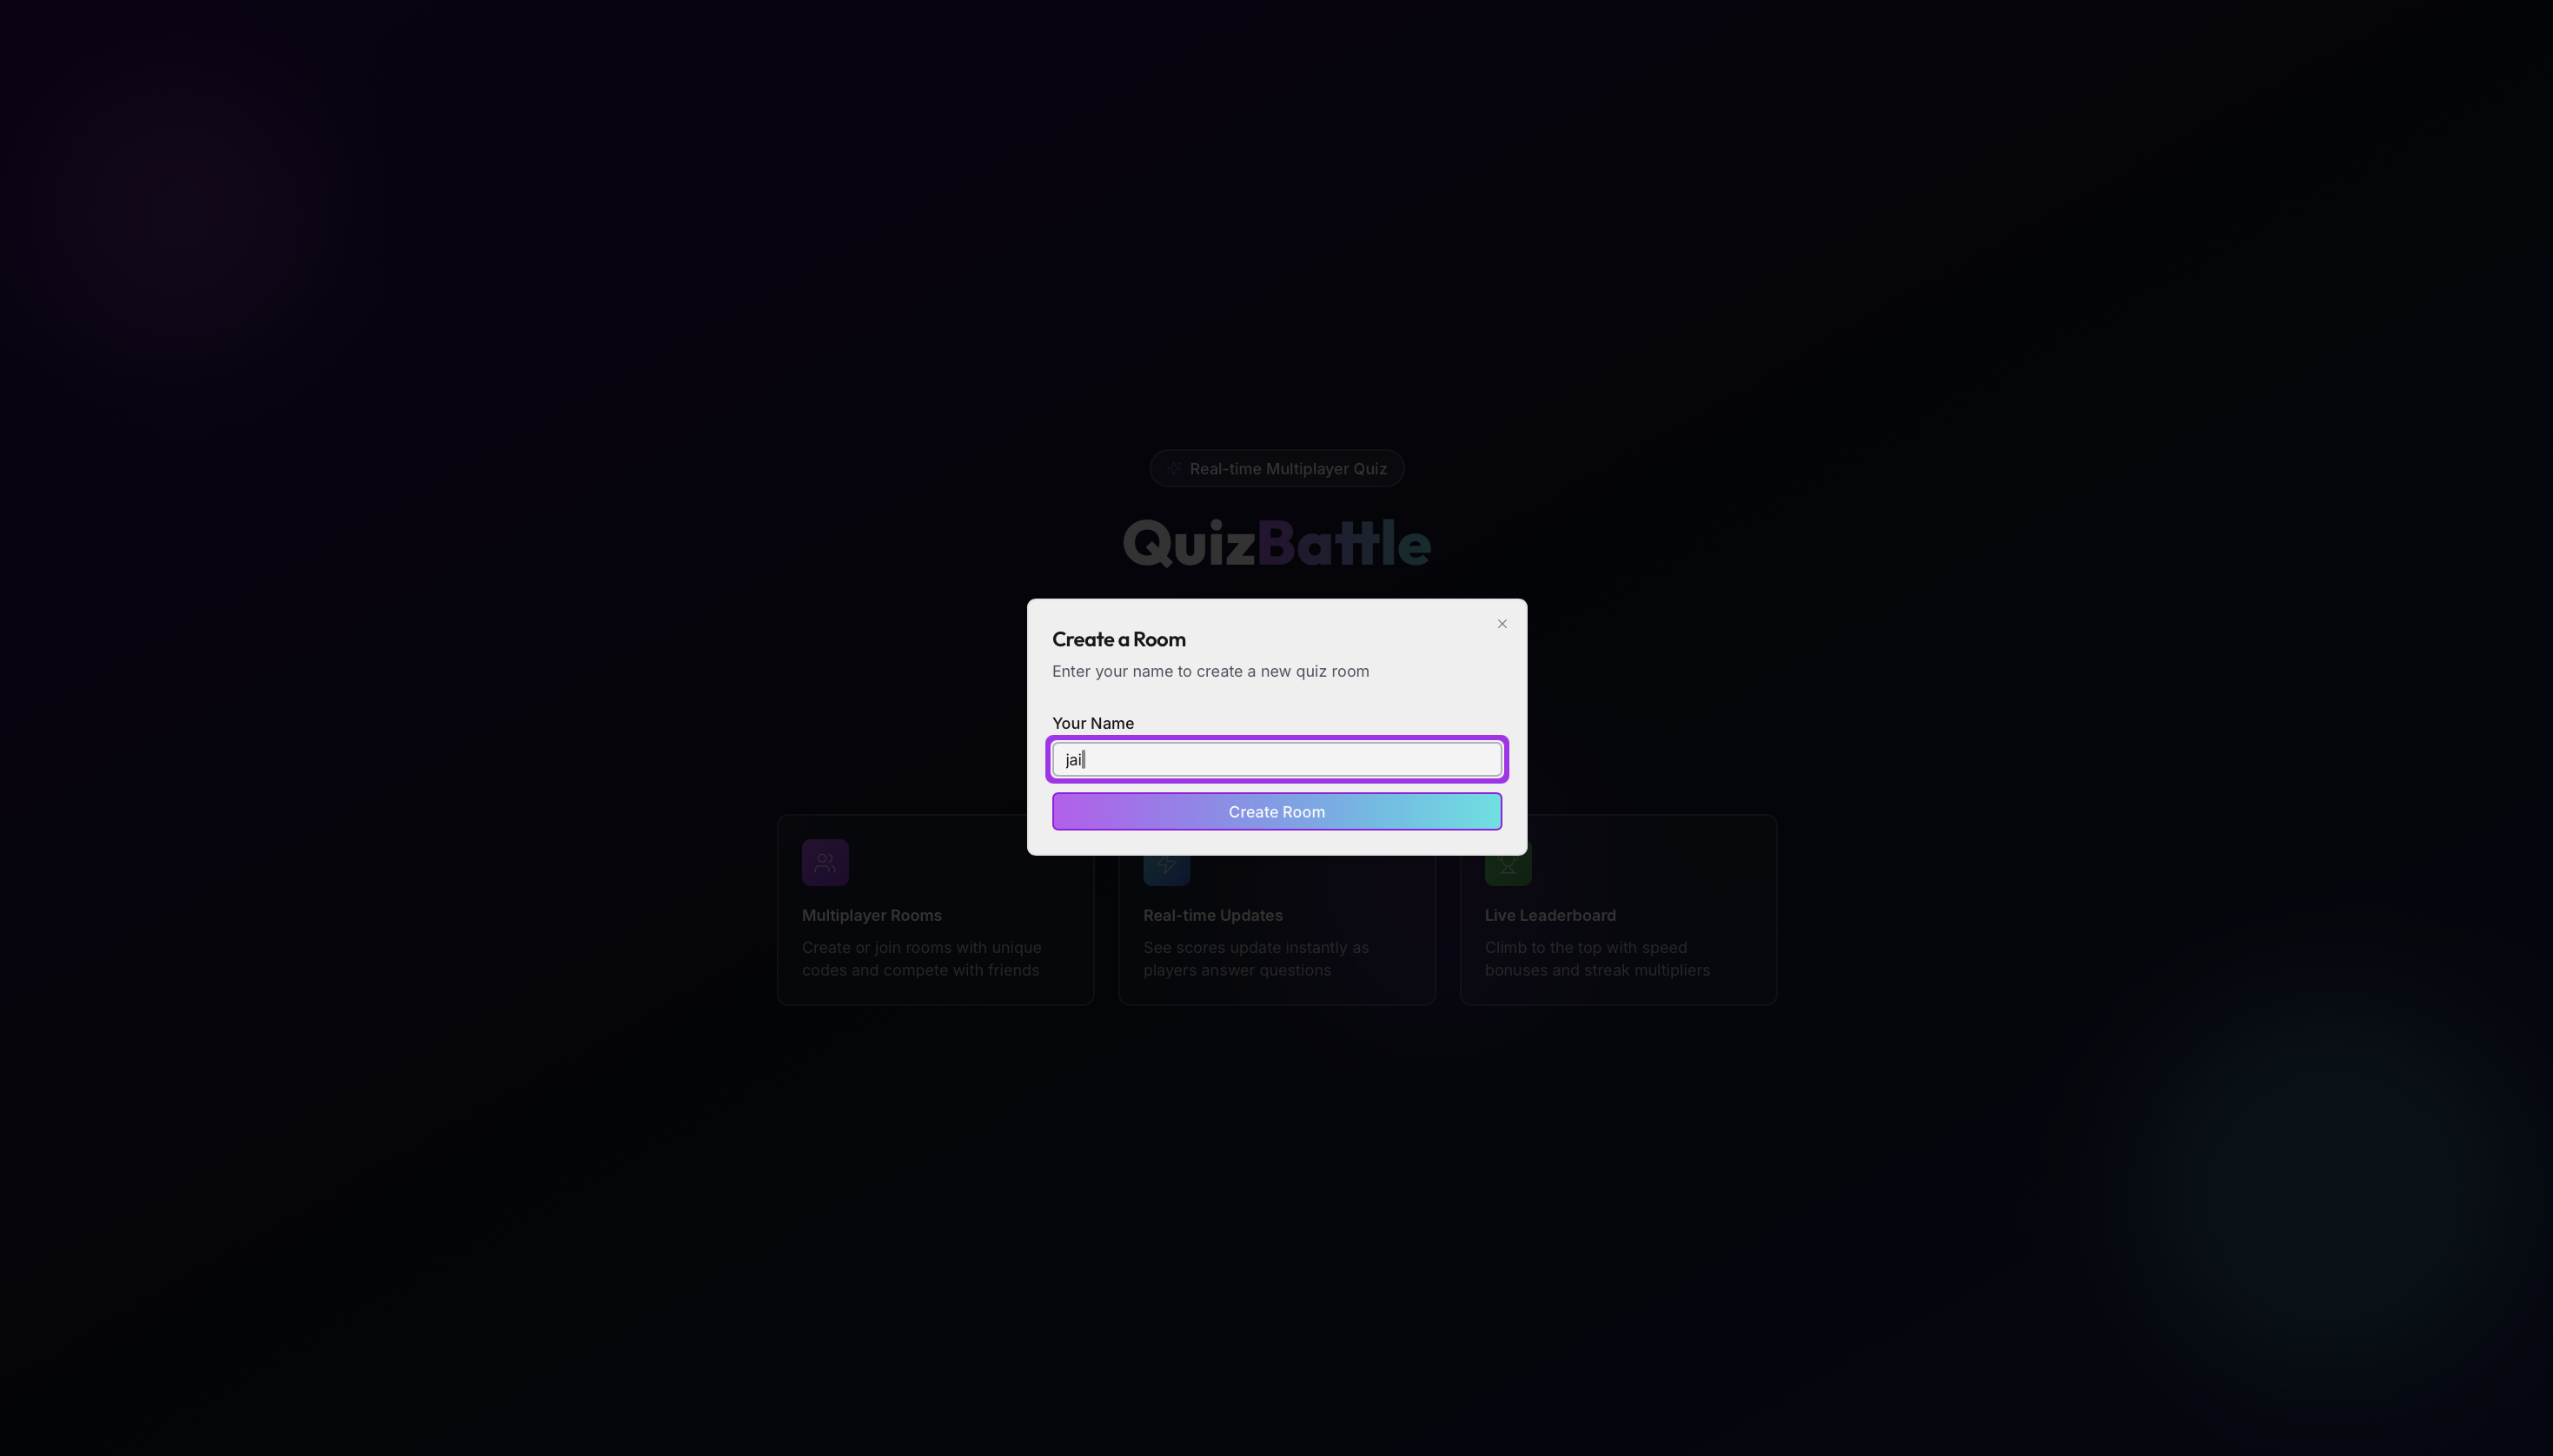 Real-time Multiplayer Quiz
QuizBattle
Create a Room
Enter your name to create a new quiz room
Your Name
jai
Create Room
Multiplayer Rooms
Create or join rooms with unique
codes and compete with friends
Real-time Updates
See scores update instantly as
players answer questions
Live Leaderboard
Climb to the top with speed
bonuses and streak multipliers